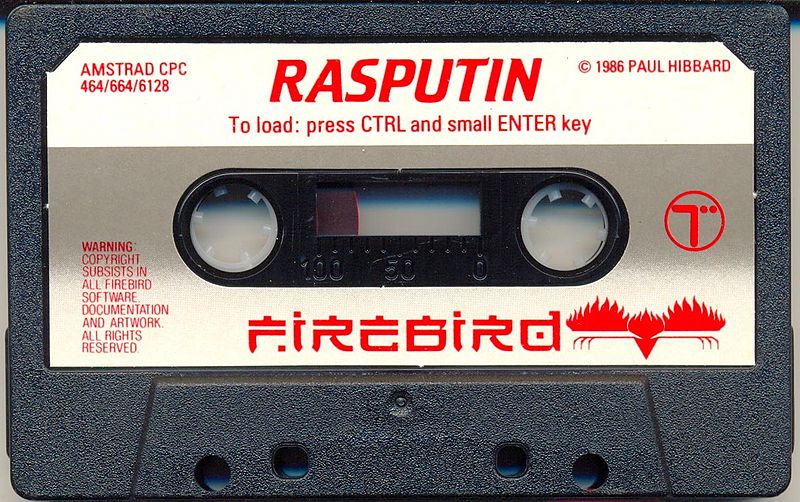 AMSTRAD CPC
464/664/6128
RASPUTIN
© 1986 PAUL HIBBARD
To load: press CTRL and small ENTER key
100 50 0
WARNING:
COPYRIGHT
SUBSISTS IN
ALL FIREBIRD
SOFTWARE,
DOCUMENTATION
AND ARTWORK.
ALL RIGHTS
RESERVED.
FIREBIRD
T